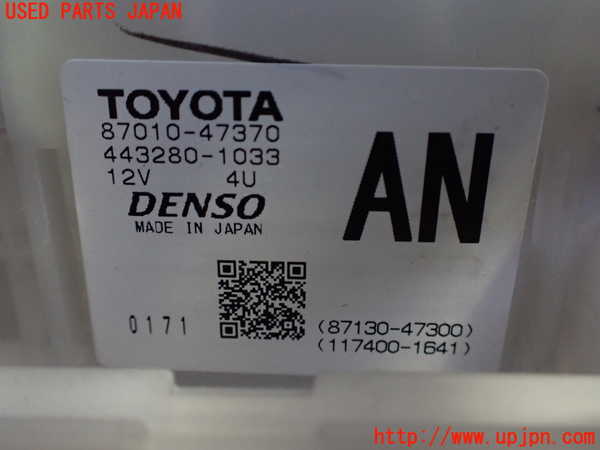 USED PARTS JAPAN
TOYOTA
87010-47370
443280-1033
12V 4U
AN
DENSO
MADE IN JAPAN
0171
(87130-47300)
(117400-1641)
http://www.upjpn.com/